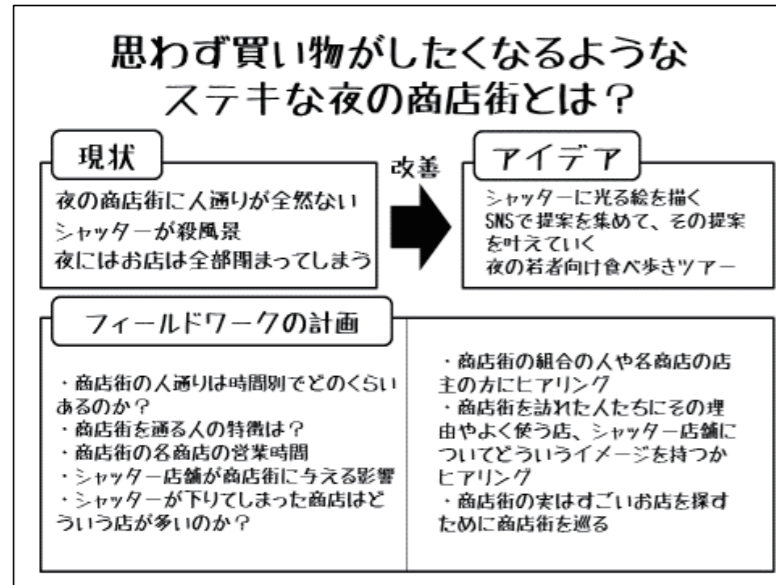 思わず買い物がしたくなるような
ステキな夜の商店街とは？
現状
夜の商店街に人通りが全然ない
シャッターが殺風景
夜にはお店は全部閉まってしまう
改善
アイデア
シャッターに光る絵を描く
SNSで提案を集めて、その提案
を叶えていく
夜の若者向け食べ歩きツアー
フィールドワークの計画
・商店街の人通りは時間別でどのくらい
あるのか？
・商店街を通る人の特徴は？
・商店街の名商店の営業時間
・シャッター店舗が商店街に与える影響
・シャッターが下りてしまった商店はど
ういう店が多いのか？
・商店街の組合の人や名商店の店
主の方にヒアリング
・商店街を訪れた人たちにその理
由やよく使う店、シャッター店舗に
ついてどういうイメージを持つか
ヒアリング
・商店街の実はすごいお店を探す
ために商店街を巡る